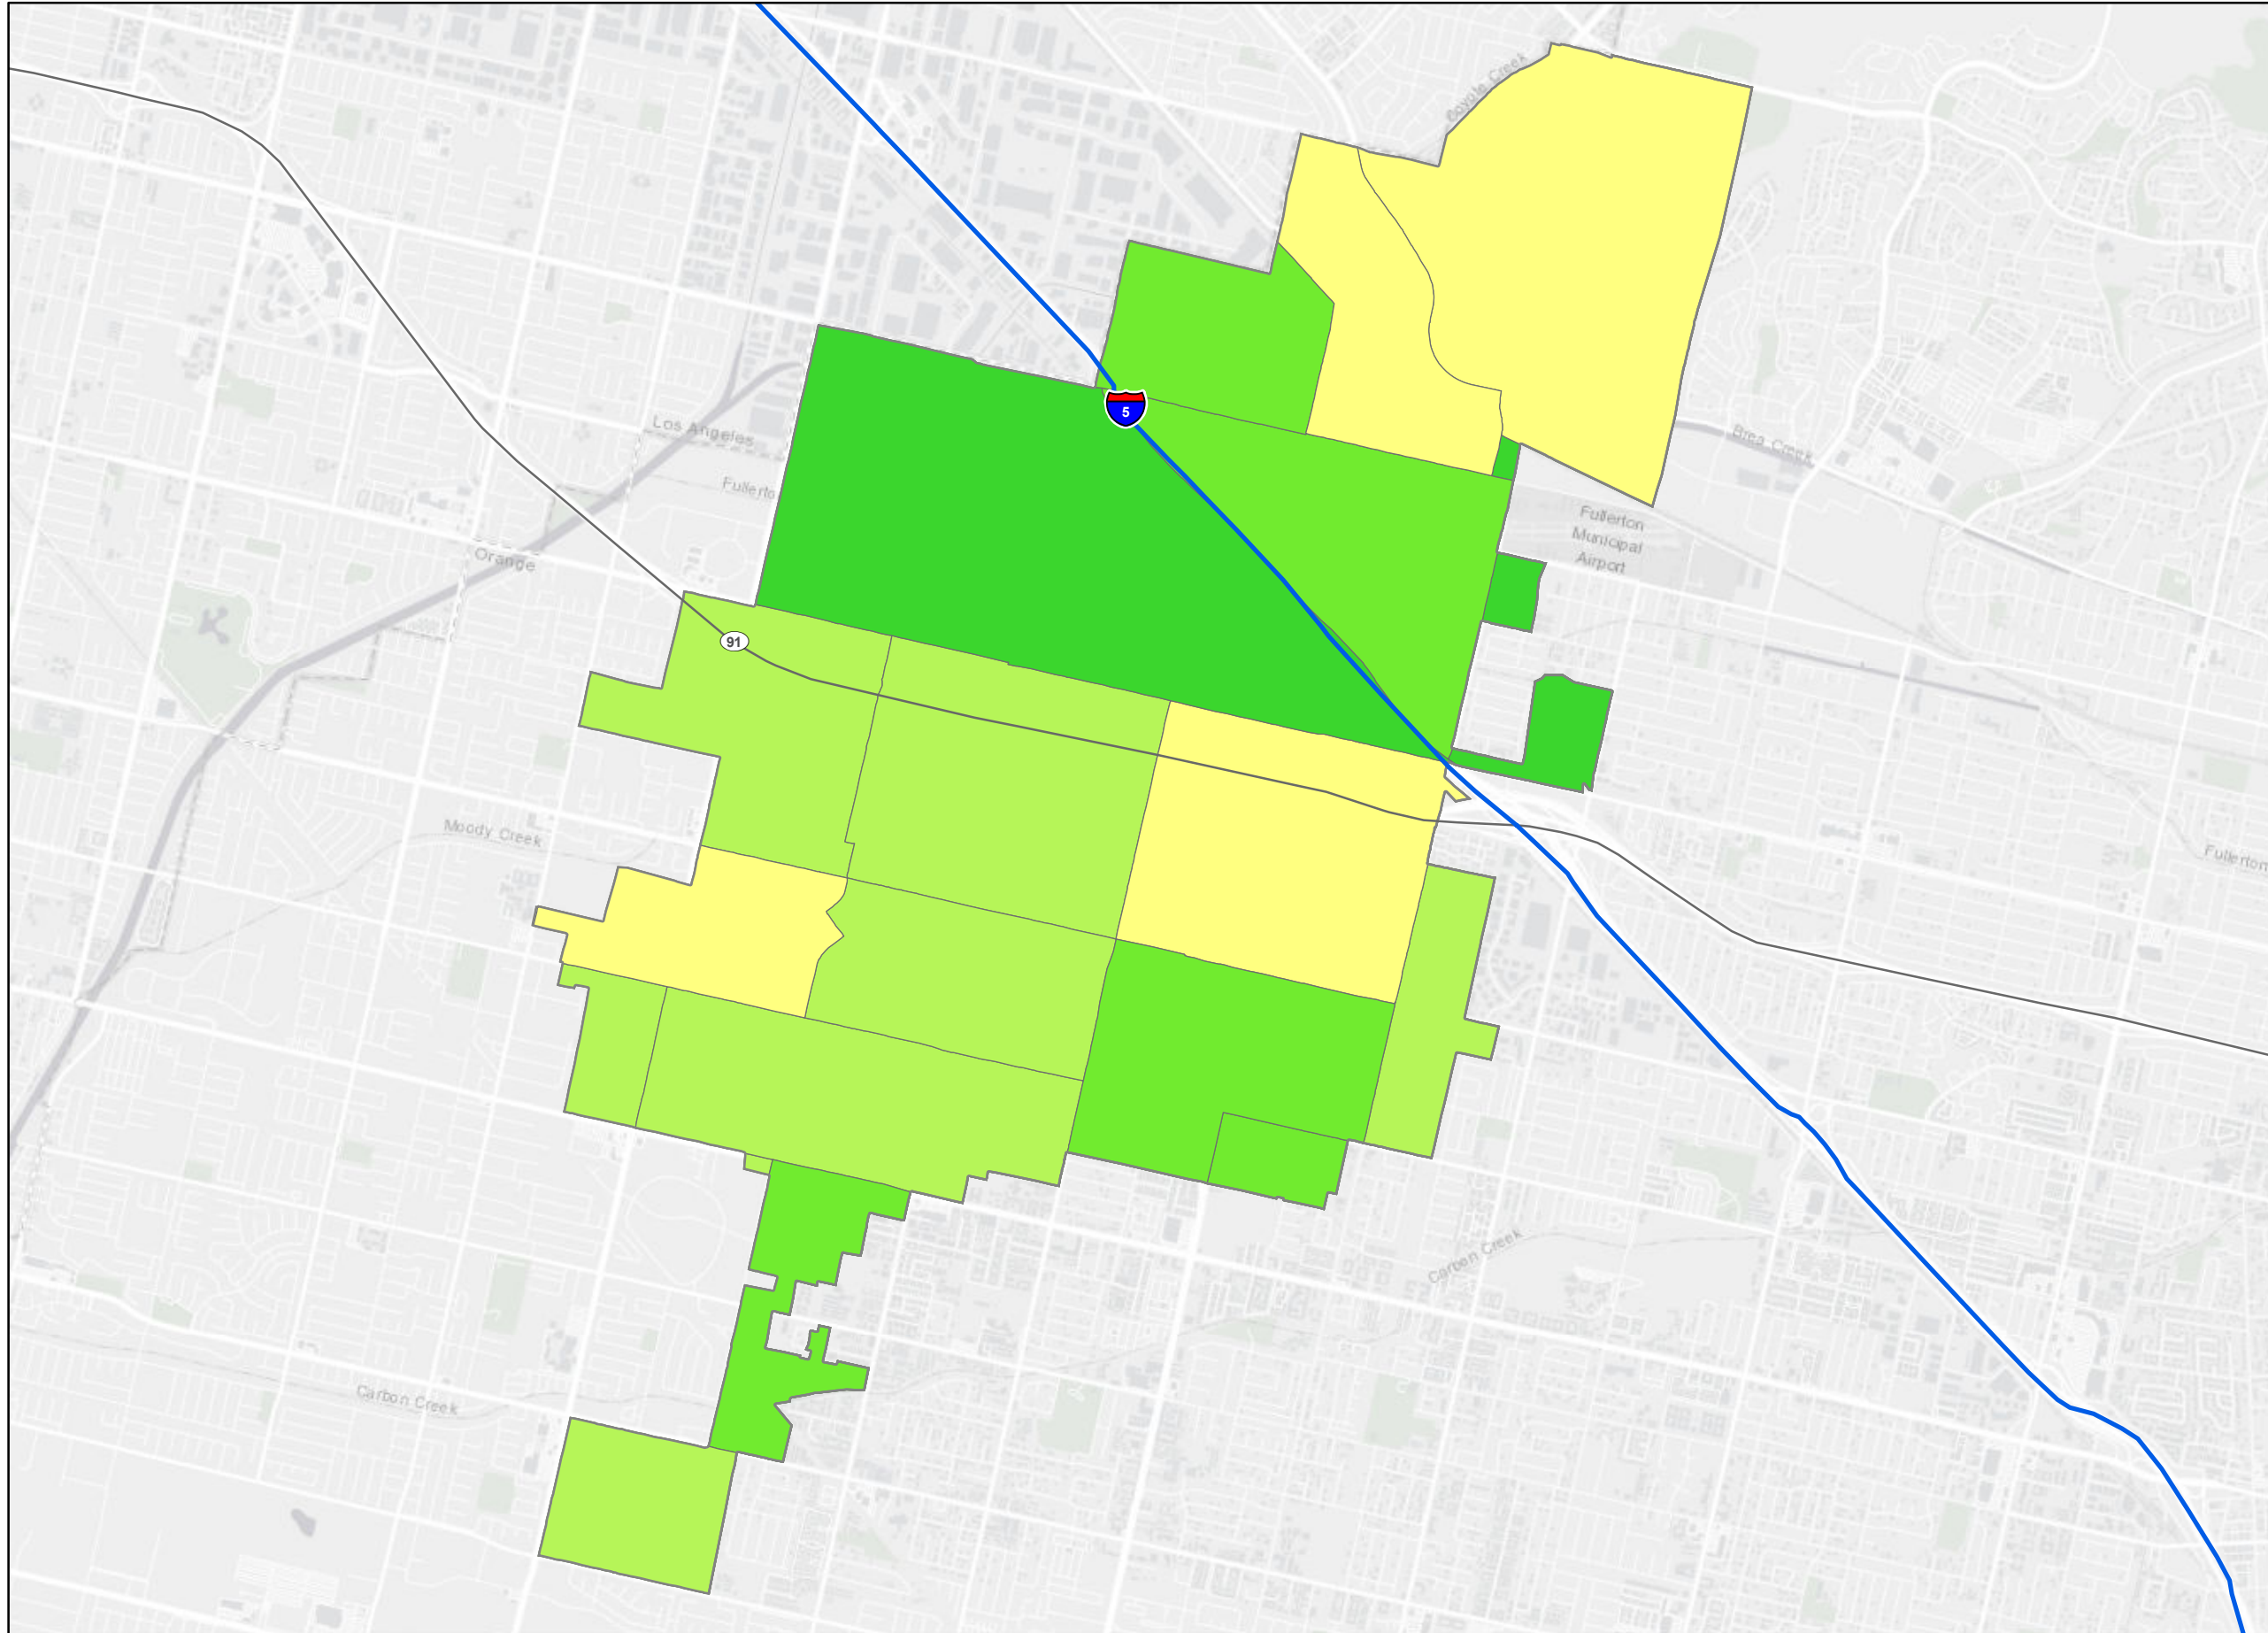 Coyote Creek
5
Los Angeles
Brea Creek
Fullerto
Fullerton
Municipal
Airport
Orange
91
Moody Creek
Fullerton
Carbon Creek
Carbon Creek